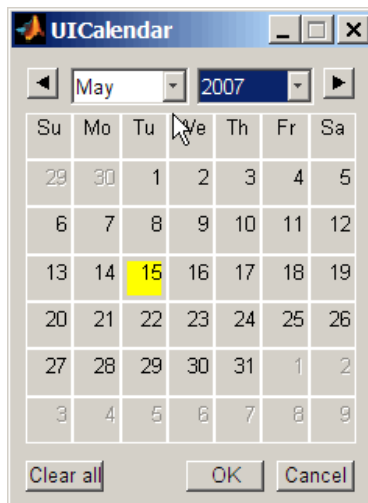 UICalendar
May 2007
Su Mo Tu We Th Fr Sa
29 30 1 2 3 4 5
6 7 8 9 10 11 12
13 14 15 16 17 18 19
20 21 22 23 24 25 26
27 28 29 30 31 1 2
3 4 5 6 7 8 9
Clear all OK Cancel